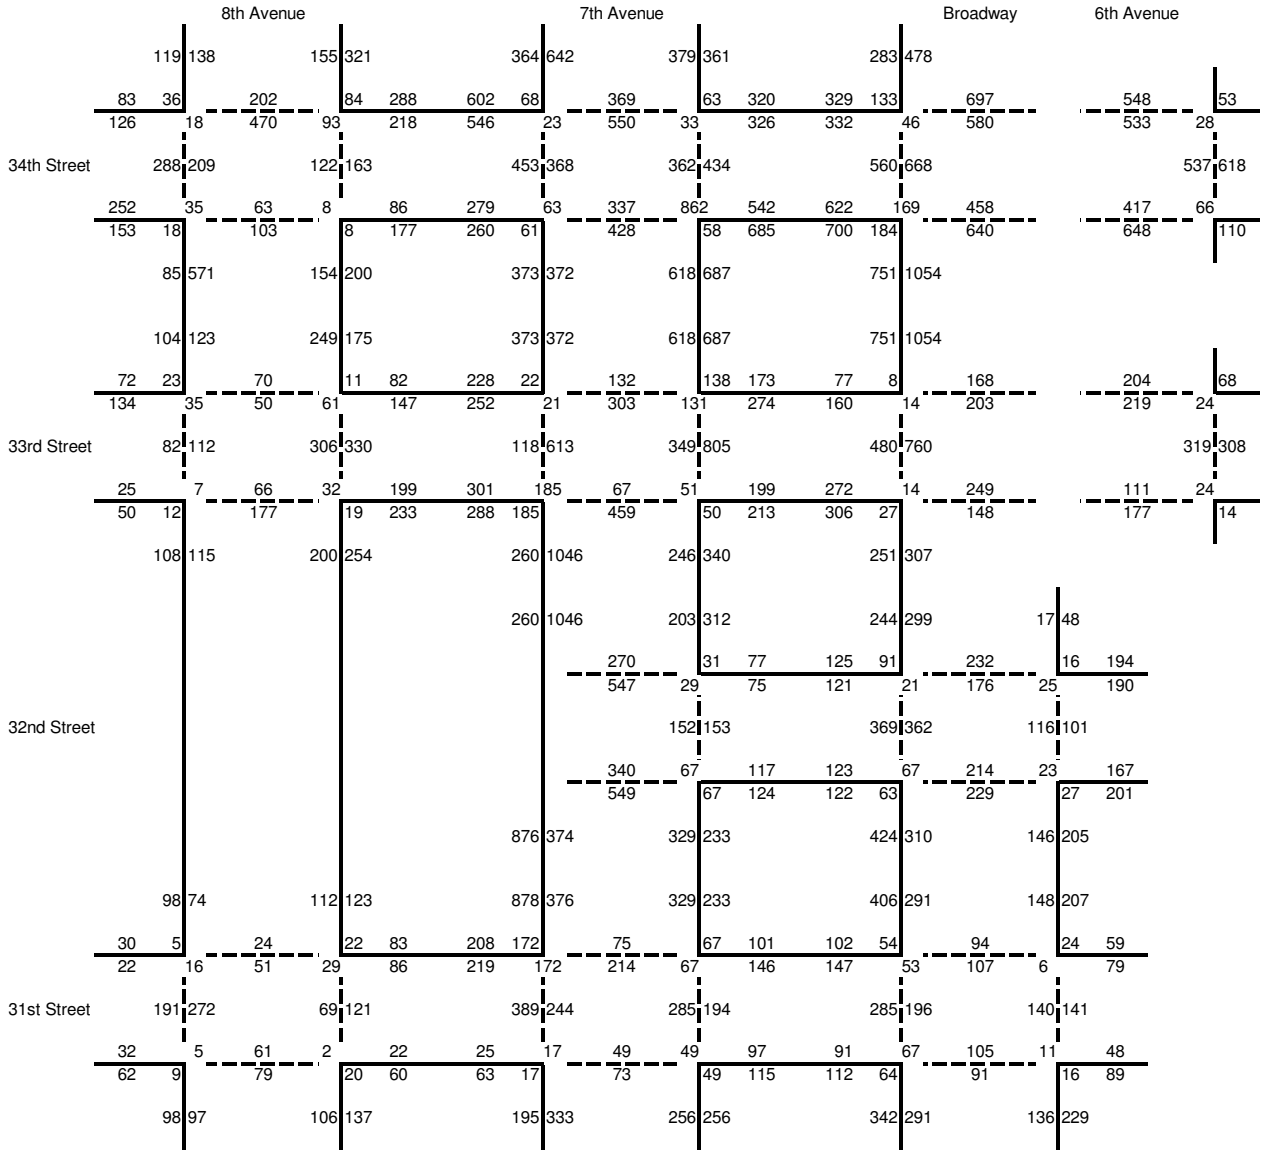 8th Avenue 7th Avenue Broadway 6th Avenue
119 138 155 321 364 642 379 361 283 478
83 36 202 84 288 602 68 369 63 320 329 133 697 548 53
126 18 470 93 218 546 23 550 33 326 332 46 580 533 28
34th Street 288 209 122 163 453 368 362 434 560 668 537 618
252 35 63 8 86 279 63 337 862 542 622 169 458 417 66
153 18 103 8 177 260 61 428 58 685 700 184 640 648 110
85 571 154 200 373 372 618 687 751 1054
104 123 249 175 373 372 618 687 751 1054
72 23 70 11 82 228 22 132 138 173 77 8 168 204 68
134 35 50 61 147 252 21 303 131 274 160 14 203 219 24
33rd Street 82 112 306 330 118 613 349 805 480 760 319 308
25 7 66 32 199 301 185 67 51 199 272 14 249 111 24
50 12 177 19 233 288 185 459 50 213 306 27 148 177 14
108 115 200 254 260 1046 246 340 251 307
260 1046 203 312 244 299 17 48
270 31 77 125 91 232 16 194
547 29 75 121 21 176 25 190
32nd Street 152 153 369 362 116 101
340 67 117 123 67 214 23 167
549 67 124 122 63 229 27 201
876 374 329 233 424 310 146 205
98 74 112 123 878 376 329 233 406 291 148 207
30 5 24 22 83 208 172 75 67 101 102 54 94 24 59
22 16 51 29 86 219 172 214 67 146 147 53 107 6 79
31st Street 191 272 69 121 389 244 285 194 285 196 140 141
32 5 61 2 22 25 17 49 49 97 91 67 105 11 48
62 9 79 20 60 63 17 73 49 115 112 64 91 16 89
98 97 106 137 195 333 256 256 342 291 136 229